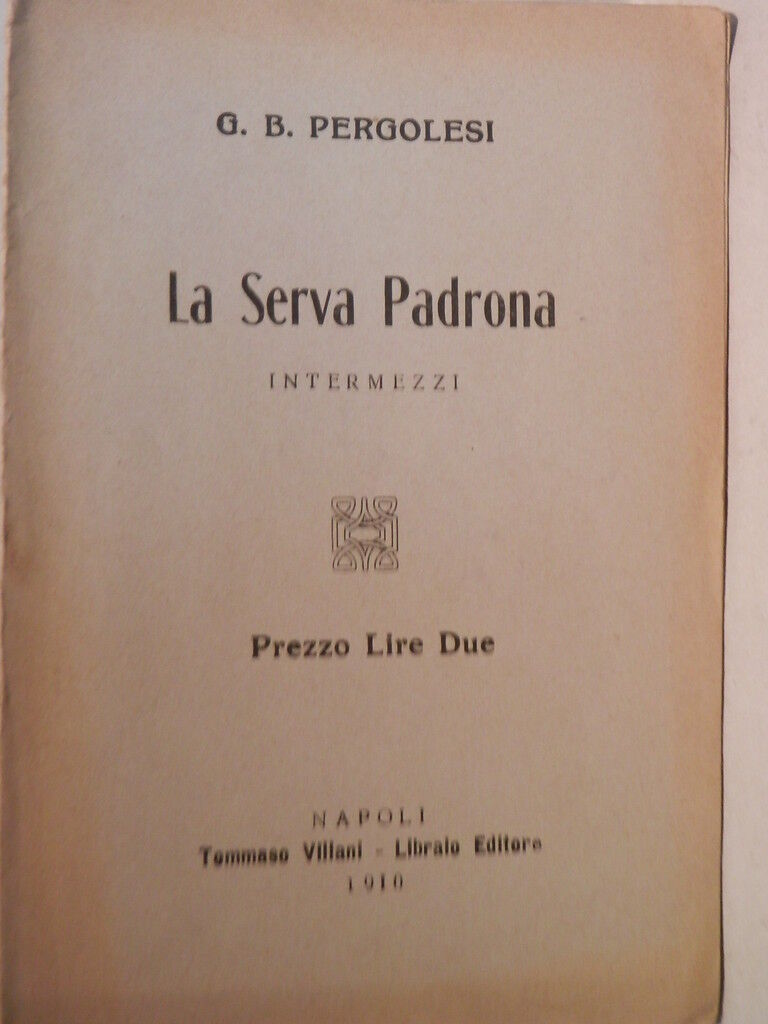 G. B. PERGOLESI
La Serva Padrona
INTERMEZZI
Prezzo Lire Due
NAPOLI
Tommaso Villani - Libraio Editore
1910